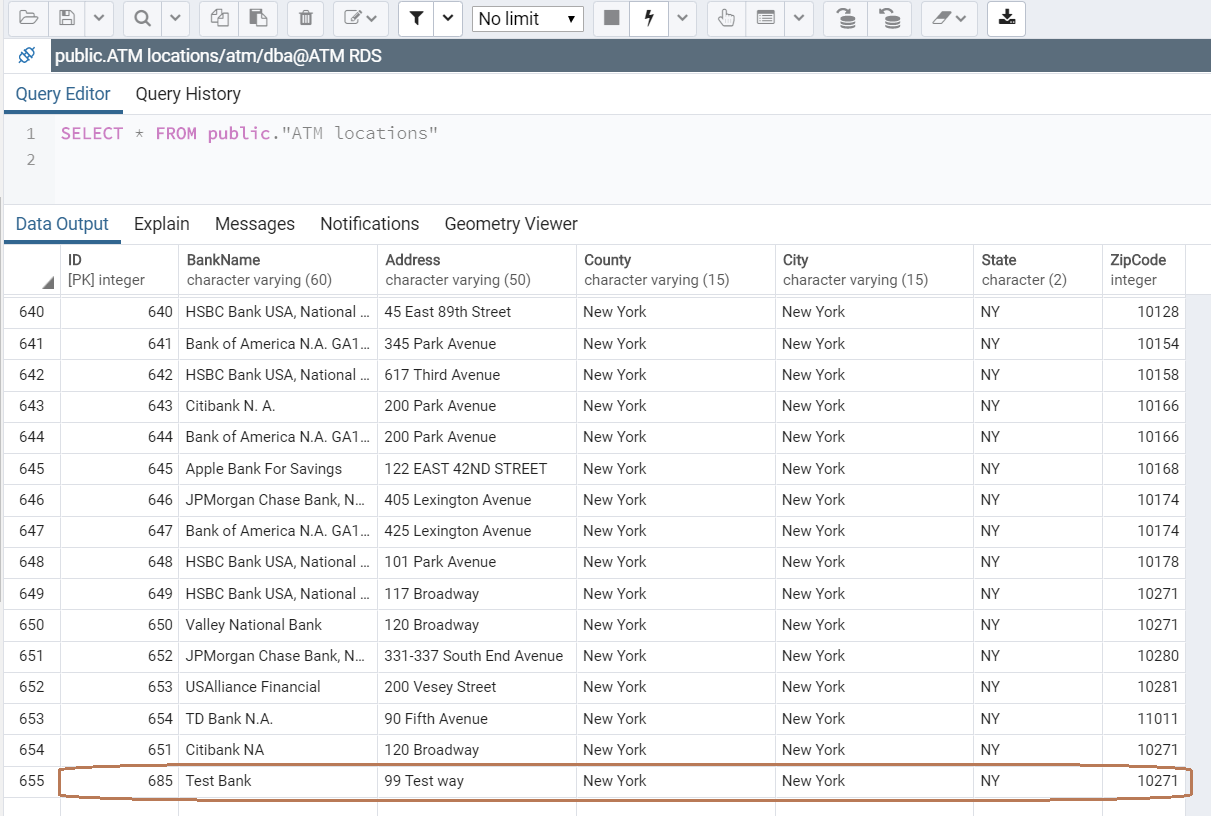 No limit
public.ATM locations/atm/dba@ATM RDS
Query Editor Query History
1 SELECT * FROM public."ATM locations"
2
Data Output Explain Messages Notifications Geometry Viewer
ID BankName Address County City State ZipCode
[PK] integer character varying (60) character varying (50) character varying (15) character varying (15) character (2) integer
640 640 HSBC Bank USA, National ... 45 East 89th Street New York New York NY 10128
641 641 Bank of America N.A. GA1... 345 Park Avenue New York New York NY 10154
642 642 HSBC Bank USA, National ... 617 Third Avenue New York New York NY 10158
643 643 Citibank N. A. 200 Park Avenue New York New York NY 10166
644 644 Bank of America N.A. GA1... 200 Park Avenue New York New York NY 10166
645 645 Apple Bank For Savings 122 EAST 42ND STREET New York New York NY 10168
646 646 JPMorgan Chase Bank, N... 405 Lexington Avenue New York New York NY 10174
647 647 Bank of America N.A. GA1... 425 Lexington Avenue New York New York NY 10174
648 648 HSBC Bank USA, National ... 101 Park Avenue New York New York NY 10178
649 649 HSBC Bank USA, National ... 117 Broadway New York New York NY 10271
650 650 Valley National Bank 120 Broadway New York New York NY 10271
651 652 JPMorgan Chase Bank, N... 331-337 South End Avenue New York New York NY 10280
652 653 USAlliance Financial 200 Vesey Street New York New York NY 10281
653 654 TD Bank N.A. 90 Fifth Avenue New York New York NY 11011
654 651 Citibank NA 120 Broadway New York New York NY 10271
655 685 Test Bank 99 Test way New York New York NY 10271